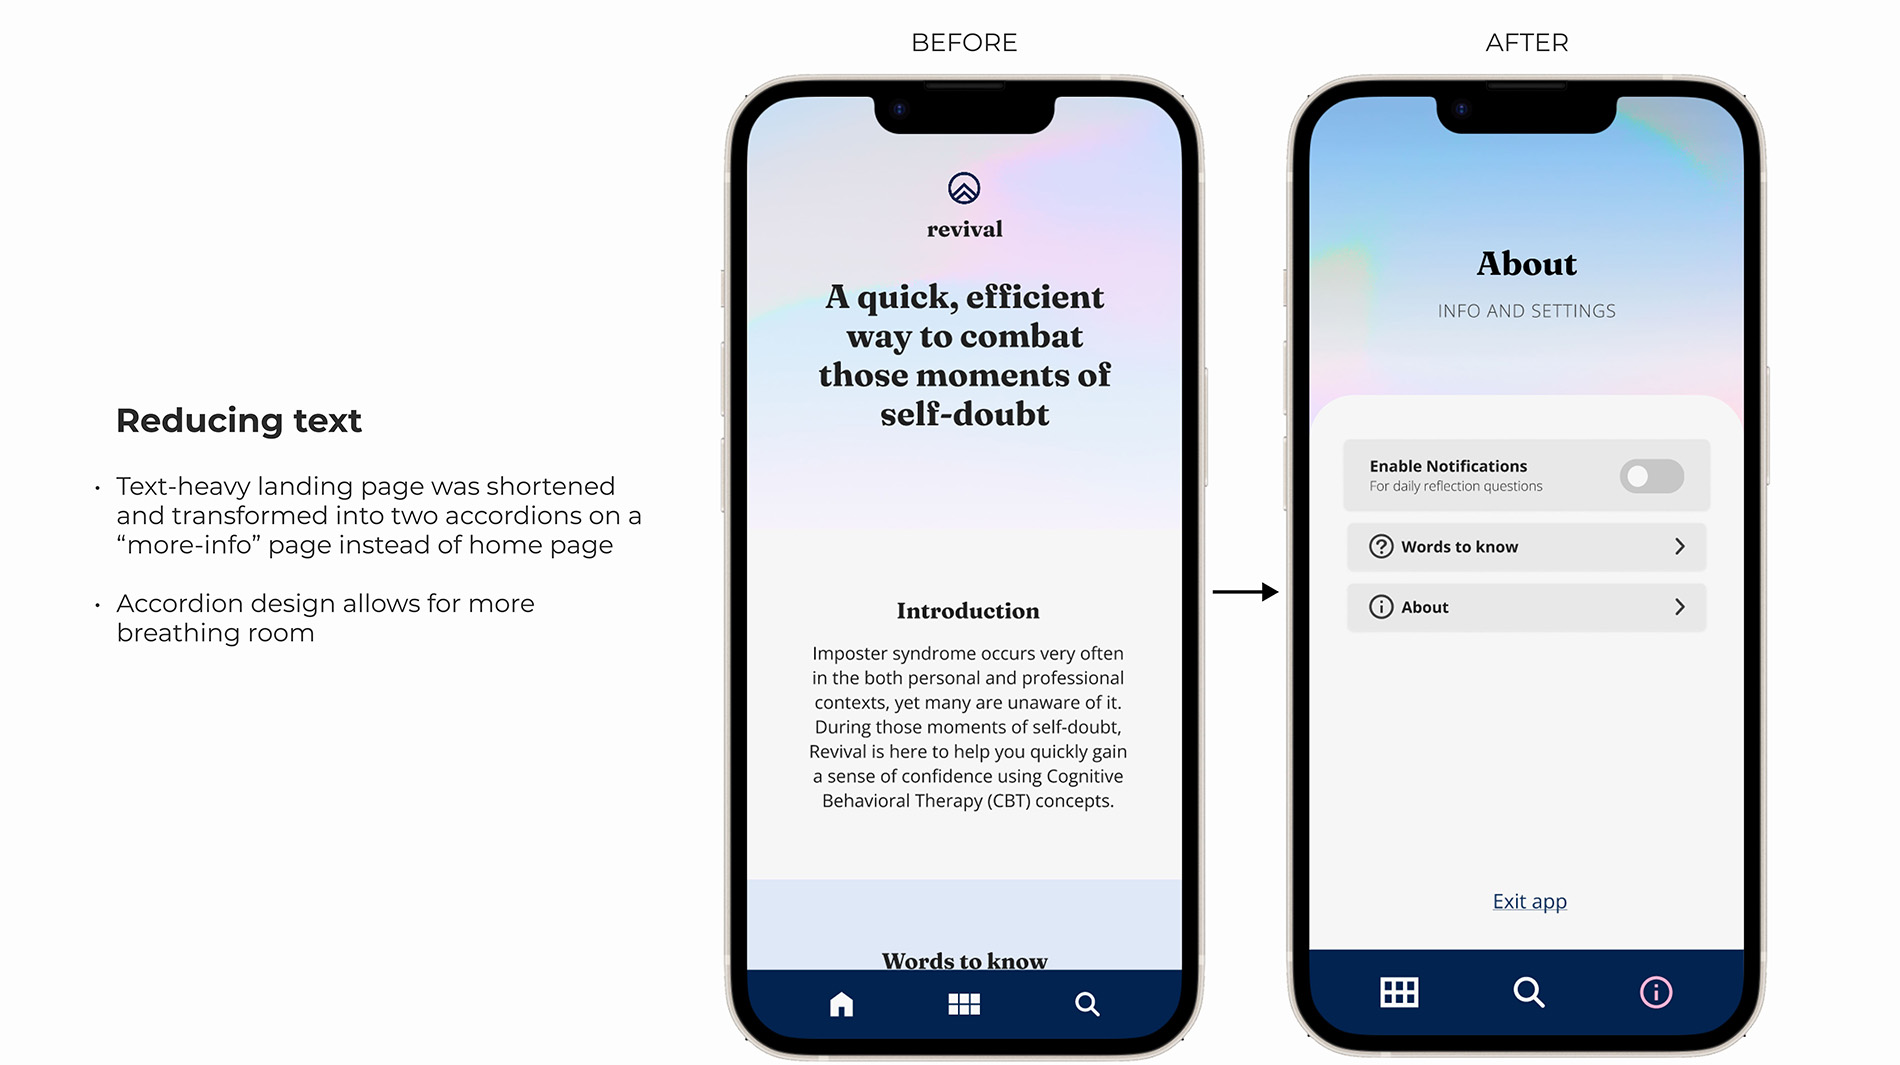 BEFORE
AFTER
Reducing text
• Text-heavy landing page was shortened
and transformed into two accordions on a
“more-info” page instead of home page
• Accordion design allows for more
breathing room
revival
A quick, efficient
way to combat
those moments of
self-doubt
Introduction
Imposter syndrome occurs very often
in the both personal and professional
contexts, yet many are unaware of it.
During those moments of self-doubt,
Revival is here to help you quickly gain
a sense of confidence using Cognitive
Behavioral Therapy (CBT) concepts.
Words to know
About
INFO AND SETTINGS
Enable Notifications
For daily reflection questions
Words to know
About
Exit app